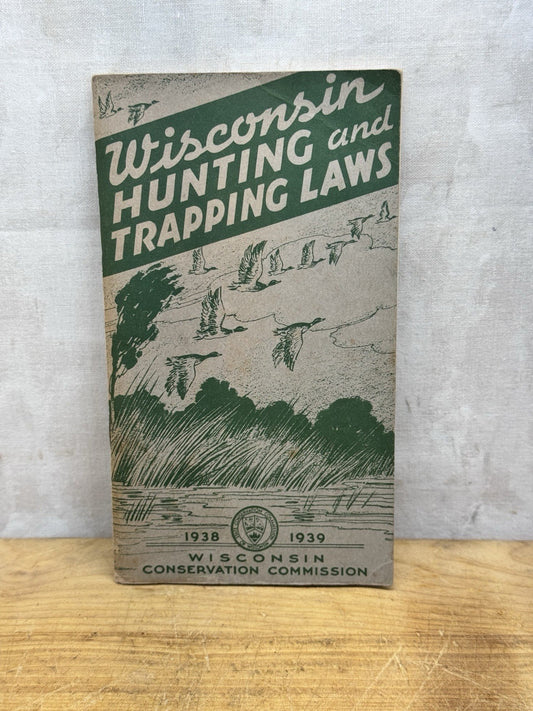 Wisconsin
HUNTING and
TRAPPING LAWS
1938 1939
WISCONSIN
CONSERVATION COMMISSION